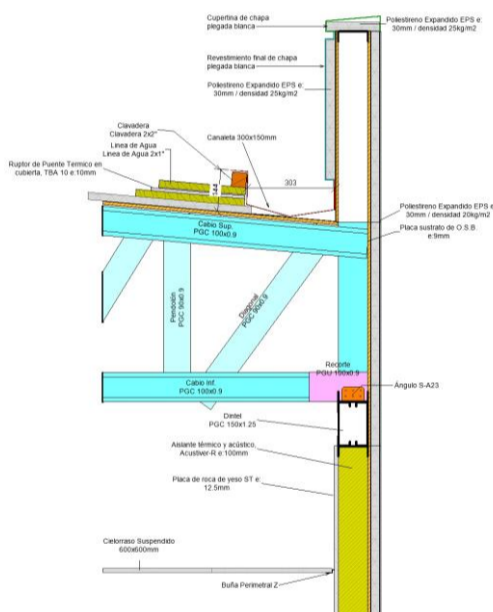 Cupertina de chapa
plegada blanca
Poliestireno Expandido EPS e:
30mm / densidad 25kg/m2
Revestimiento final de chapa
plegada blanca
Poliestireno Expandido EPS e:
30mm / densidad 25kg/m2
Clavadera
Clavadera 2x2"
Canaleta 300x150mm
Linea de Agua
Linea de Agua 2x1"
Ruptor de Puente Termico en
cubierta, TBA 10 e:10mm
144
303
Poliestireno Expandido EPS e:
30mm / densidad 20kg/m2
Placa sustrato de O.S.B
e:9mm
Cabio Sup.
PGC 100x0.9
Pendolón
PGC 90x0.9
Diagonal
PGC 90x0.9
Recorte
PGU 150x0.9
Cabio Inf.
PGC 100x0.9
Ángulo S-A23
Dintel
PGC 150x1.25
Aislante térmico y acústico,
Acustiver-R e:100mm
Placa de roca de yeso ST e:
12.5mm
Cielorraso Suspendido
600x600mm
Buña Perimetral Z